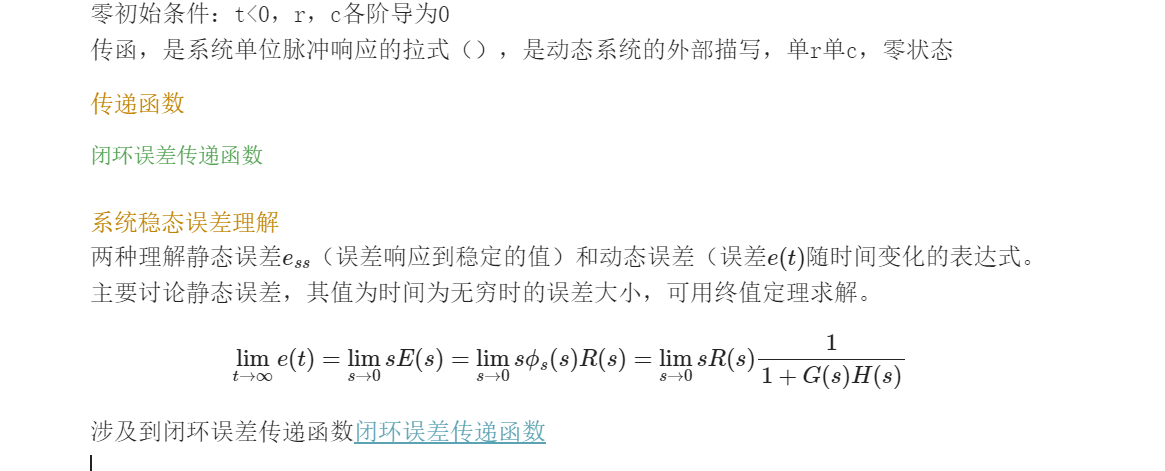 零初始条件：t<0，r，c各阶导为0
传函，是系统单位脉冲响应的拉式（），是动态系统的外部描写，单r单c，零状态
传递函数
闭环误差传递函数
系统稳态误差理解
两种理解静态误差e_{ss}（误差响应到稳定的值）和动态误差（误差e(t)随时间变化的表达式。
主要讨论静态误差，其值为时间为无穷时的误差大小，可用终值定理求解。
\lim_{t \to \infty} e(t) = \lim_{s \to 0} sE(s) = \lim_{s \to 0} s\phi_s(s)R(s) = \lim_{s \to 0} sR(s) \frac{1}{1 + G(s)H(s)}
涉及到闭环误差传递函数闭环误差传递函数